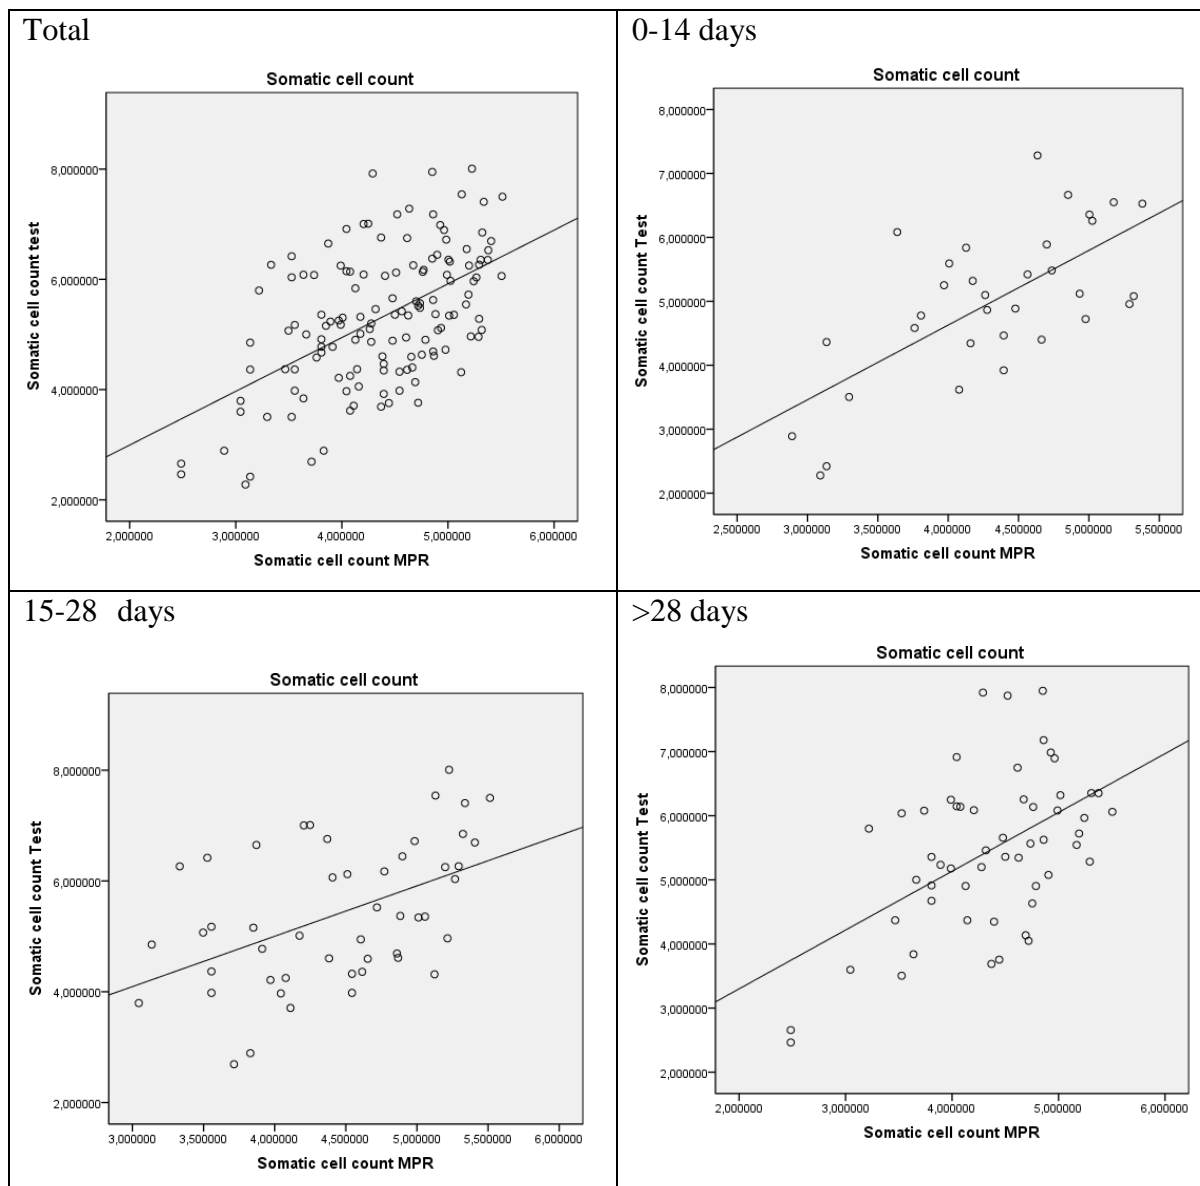 Total
Somatic cell count
Somatic cell count test
8,000000
6,000000
4,000000
2,000000
2,000000 3,000000 4,000000 5,000000 6,000000
Somatic cell count MPR
0-14 days
Somatic cell count
Somatic cell count Test
8,000000
7,000000
6,000000
5,000000
4,000000
3,000000
2,000000
2,500000 3,000000 3,500000 4,000000 4,500000 5,000000 5,500000
Somatic cell count MPR
15-28 days
Somatic cell count
Somatic cell count Test
8,000000
6,000000
4,000000
2,000000
3,000000 3,500000 4,000000 4,500000 5,000000 5,500000 6,000000
Somatic cell count MPR
>28 days
Somatic cell count
Somatic cell count Test
8,000000
7,000000
6,000000
5,000000
4,000000
3,000000
2,000000
2,000000 3,000000 4,000000 5,000000 6,000000
Somatic cell count MPR